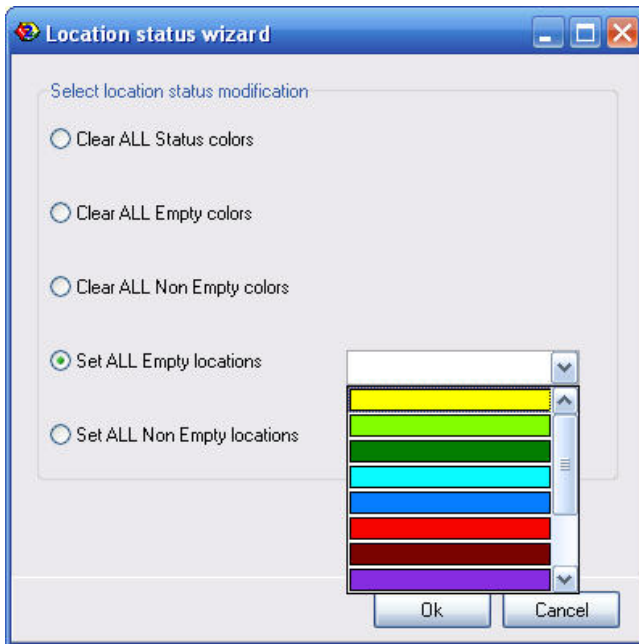 Location status wizard
Select location status modification
Clear ALL Status colors
Clear ALL Empty colors
Clear ALL Non Empty colors
Set ALL Empty locations
Set ALL Non Empty locations
Ok
Cancel